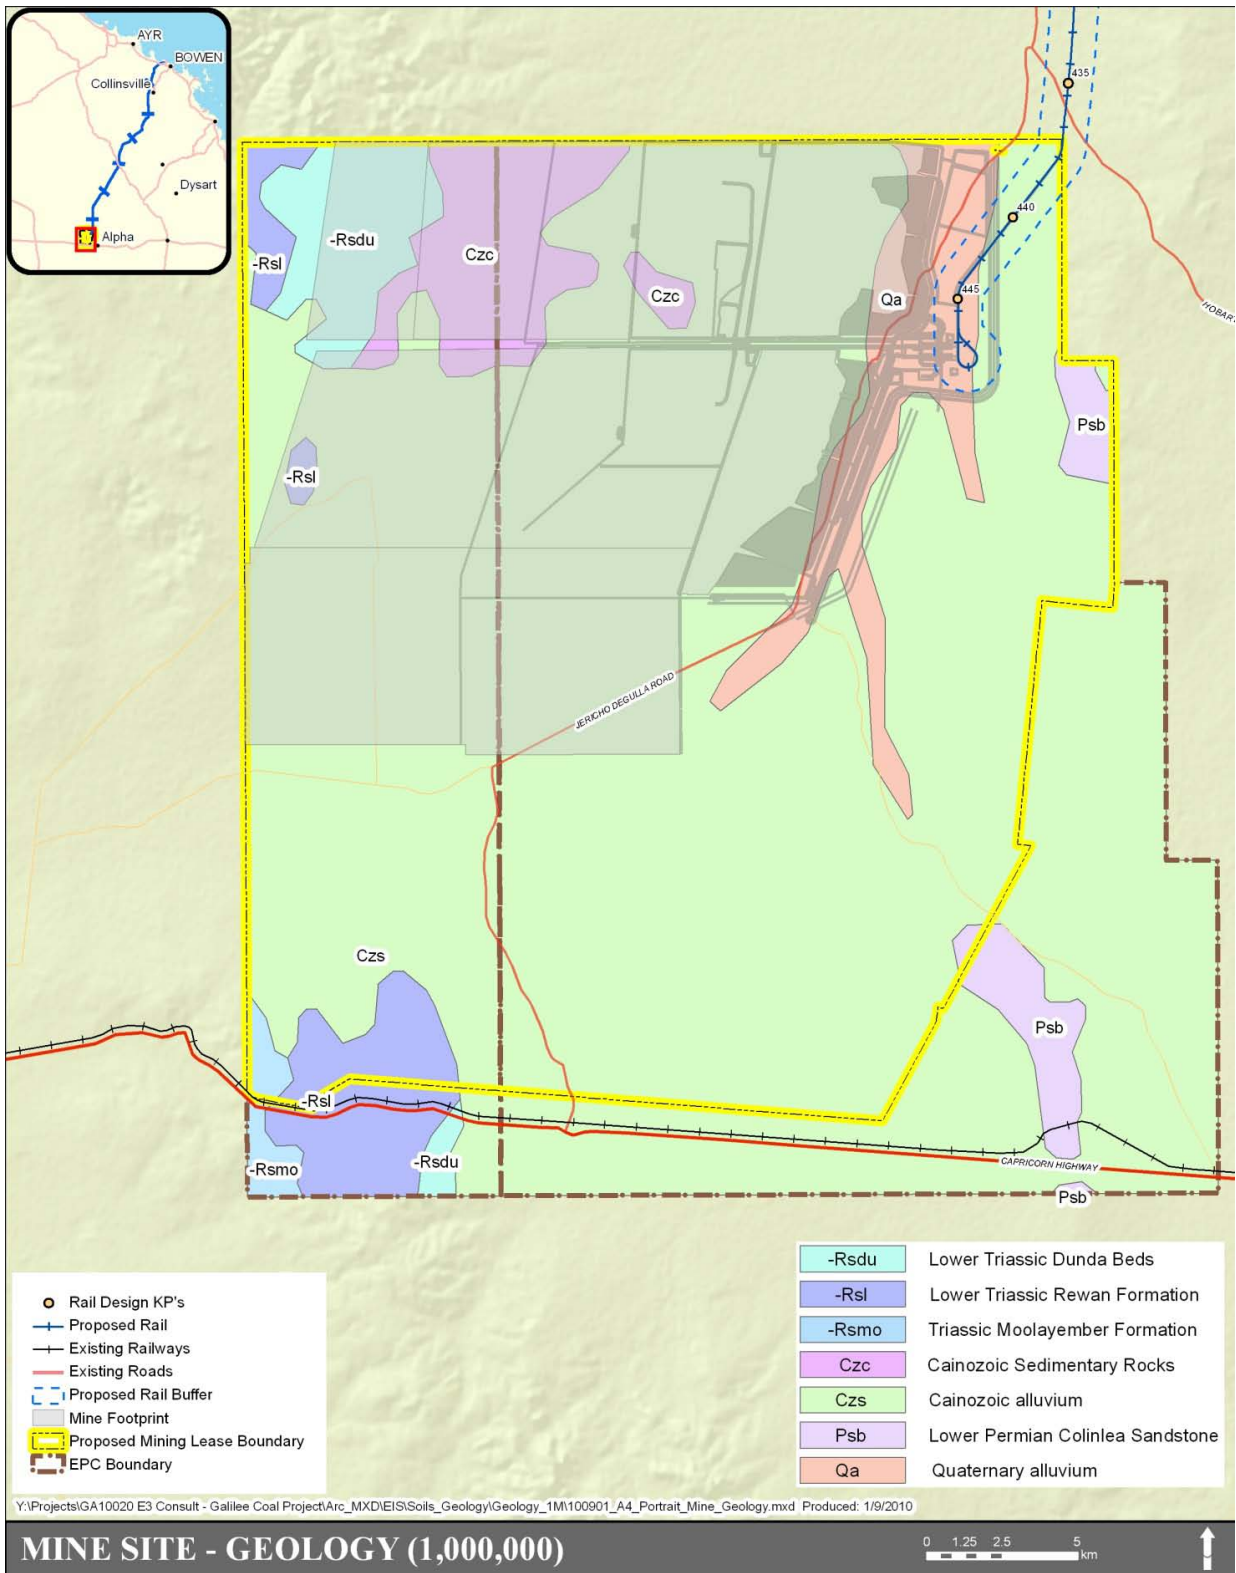 AYR
BOWEN
Collinsville
Dysart
Alpha
435
440
445
HOBART
-Rsdu
-Rsl
Czc
Czc
Qa
Psb
-Rsl
JERICHO DEGULLA ROAD
Czs
Psb
-Rsl
-Rsmo
-Rsdu
CAPRICORN HIGHWAY
Psb
Rail Design KP's
Proposed Rail
Existing Railways
Existing Roads
Proposed Rail Buffer
Mine Footprint
Proposed Mining Lease Boundary
EPC Boundary
-Rsdu Lower Triassic Dunda Beds
-Rsl Lower Triassic Rewan Formation
-Rsmo Triassic Moolayember Formation
Czc Cainozoic Sedimentary Rocks
Czs Cainozoic alluvium
Psb Lower Permian Colinlea Sandstone
Qa Quaternary alluvium
Y:\Projects\GA10020 E3 Consult - Galilee Coal Project\Arc_MXD\EIS\Soils_Geology\Geology_1M\100901_A4_Portrait_Mine_Geology.mxd Produced: 1/9/2010
MINE SITE - GEOLOGY (1,000,000)
0 1.25 2.5 5
km